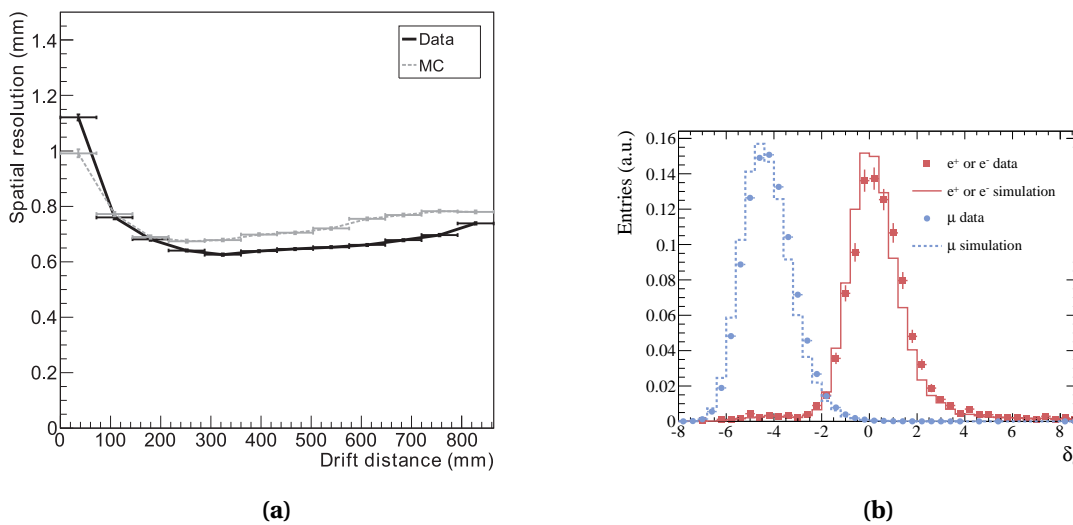 Spatial resolution (mm)
1.4
1.2
1
0.8
0.6
0.4
0.2
0
Data
MC
0 100 200 300 400 500 600 700 800
Drift distance (mm)
(a)
Entries (a.u.)
0.16
0.14
0.12
0.1
0.08
0.06
0.04
0.02
0
e⁺ or e⁻ data
e⁺ or e⁻ simulation
μ data
μ simulation
-8 -6 -4 -2 0 2 4 6 8
δ
(b)